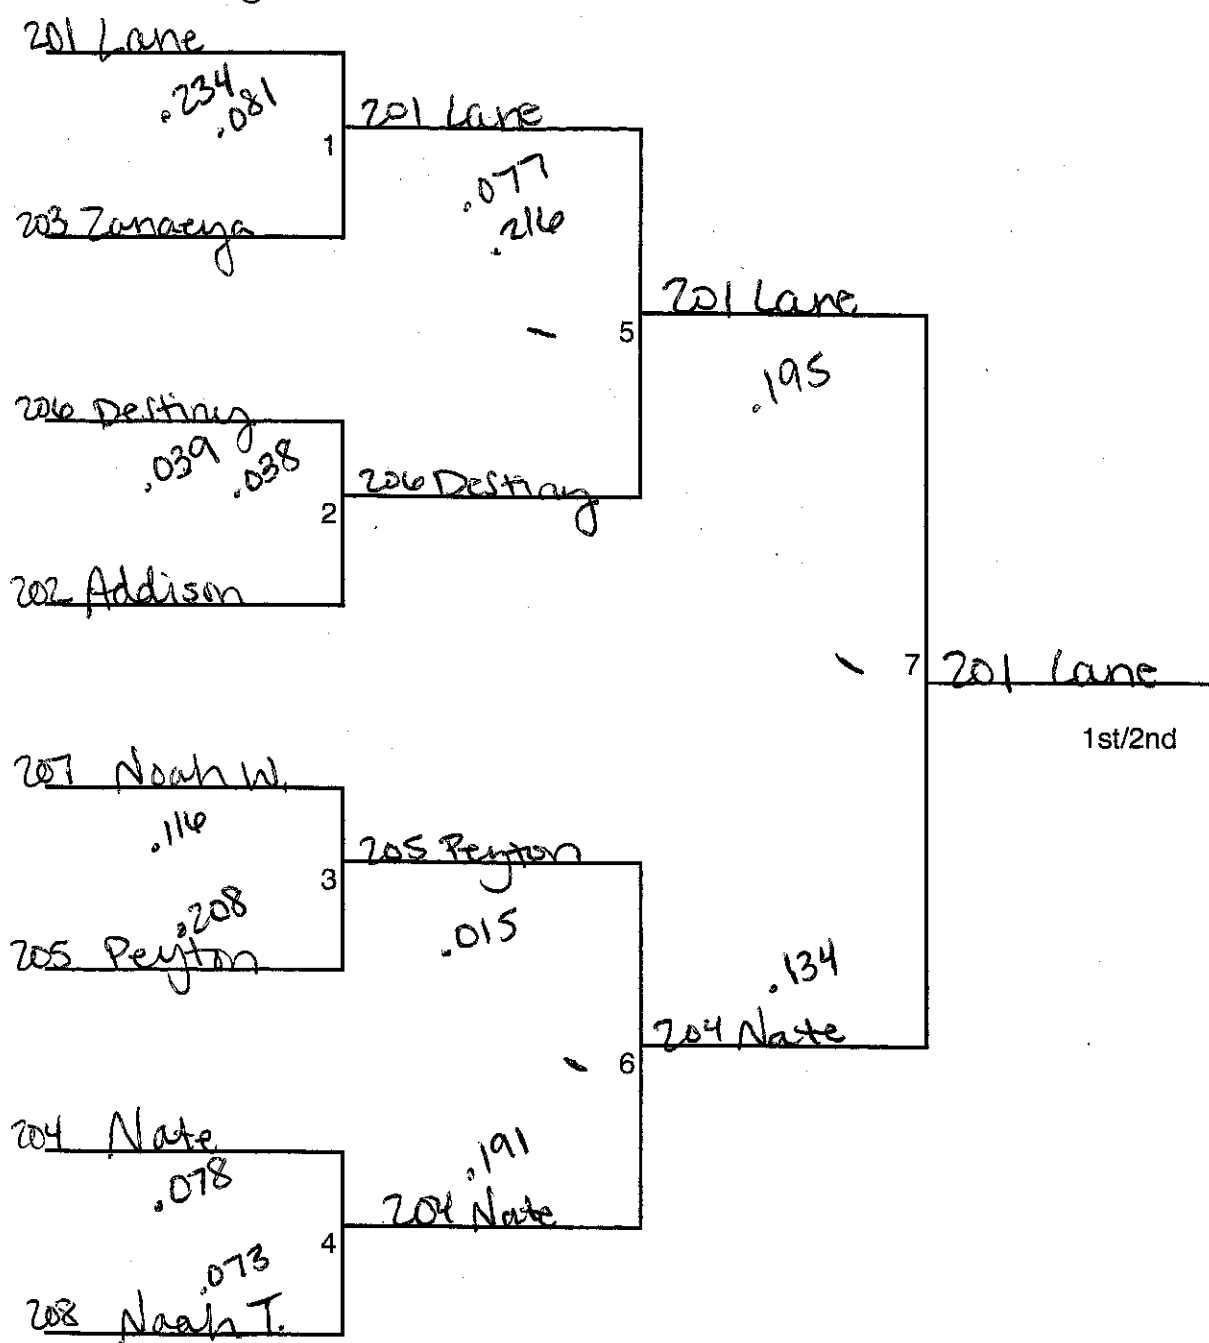 201 Lane
.234
.081
1
201 Lane
.077
.216
203 Zanaeya
5
201 Lane
.195
206 Destiny
.039
.038
2
206 Destiny
202 Addison
7
201 Lane
1st/2nd
207 Noah W.
.116
3
205 Peyton
.015
.208
205 Peyton
.134
204 Nate
6
204 Nate
.078
.191
204 Nate
4
.073
208 Noah T.